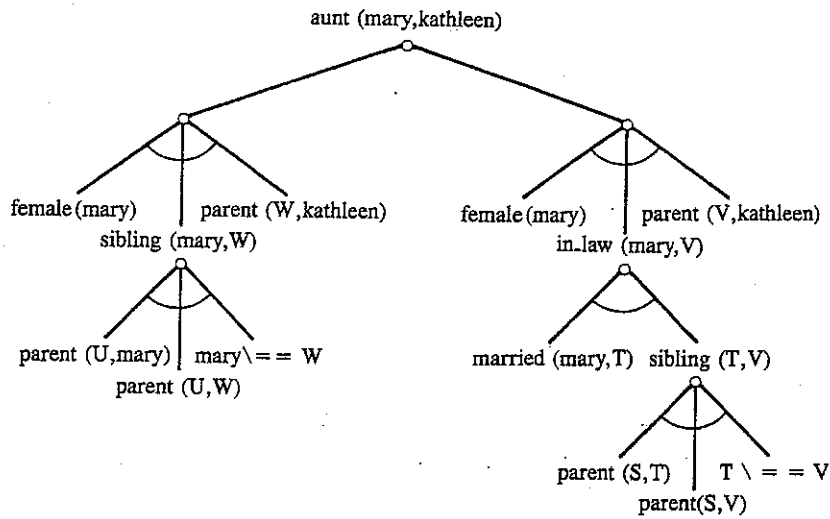 aunt (mary,kathleen)
female(mary) parent (W,kathleen) female(mary) parent (V,kathleen)
sibling (mary,W) in_law (mary,V)
parent (U,mary) mary\== W married (mary,T) sibling (T,V)
parent (U,W)
parent (S,T) T \ == V
parent(S,V)